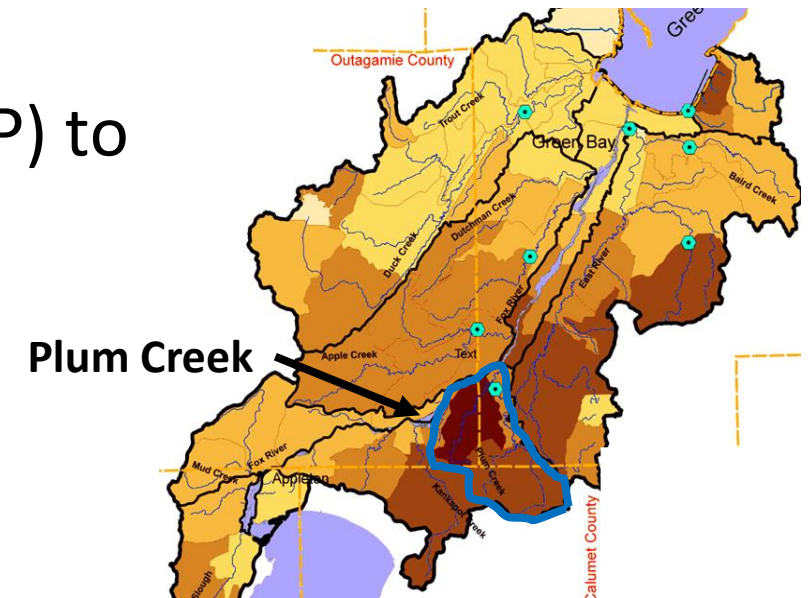 Gree
Outagamie County
P) to
Trout Creek
Green Bay
Baird Creek
Dutchman Creek
Duck Creek
East River
Fox River
Plum Creek
Apple Creek
Text
Fox River
Mud Creek
Appleton
Plum Creek
Kankapot Creek
Calumet County
Slough